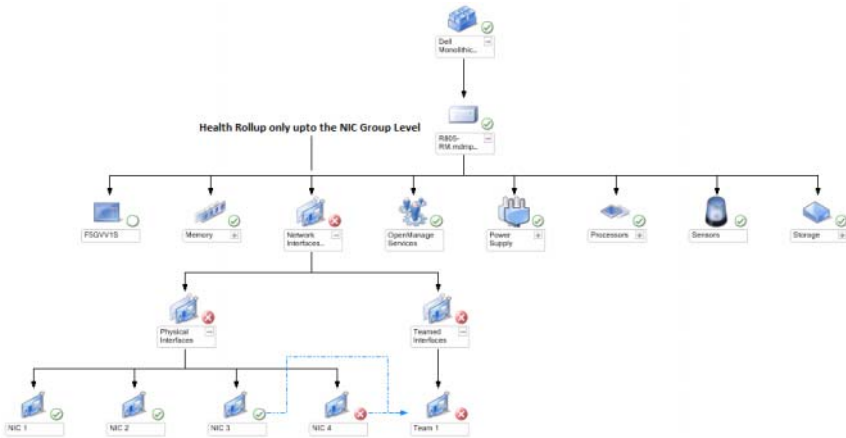 Dell
Monolithic..
Health Rollup only upto the NIC Group Level
R805-
RM.mdmp..
FSGVV1S
Memory
Network
Interfaces..
OpenManage
Services
Power
Supply
Processors
Sensors
Storage
Physical
Interfaces
Teamed
Interfaces
NIC 1
NIC 2
NIC 3
NIC 4
Team 1